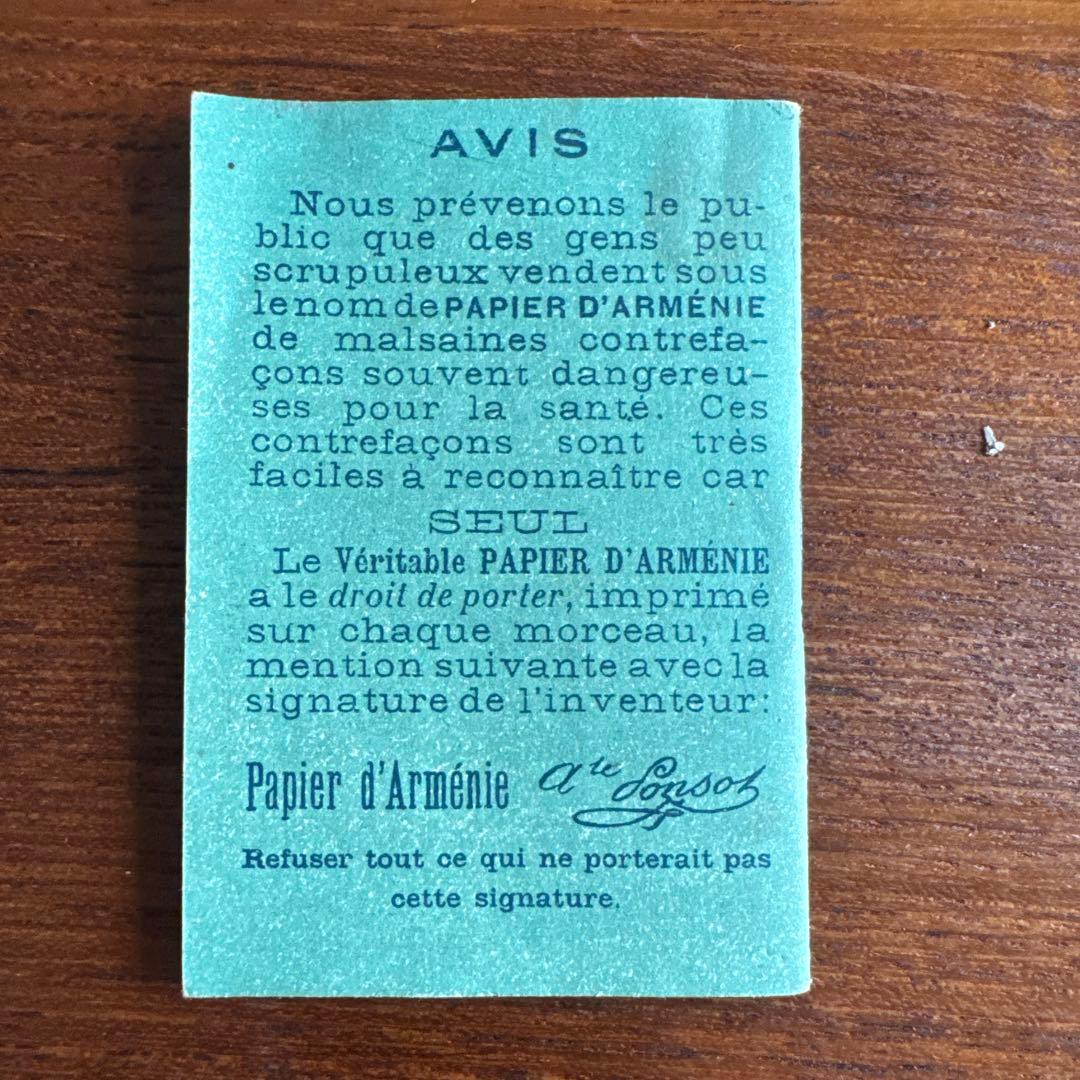 AVIS
Nous prévenons le pu-
blic que des gens peu
scrupuleux vendent sous
le nom de PAPIER D'ARMÉNIE
de malsaines contrefa-
çons souvent dangereu-
ses pour la santé. Ces
contrefaçons sont très
faciles à reconnaître car
SEUL
Le Véritable PAPIER D'ARMÉNIE
a le droit de porter, imprimé
sur chaque morceau, la
mention suivante avec la
signature de l'inventeur:
Papier d'Arménie Ate Ponsot
Refuser tout ce qui ne porterait pas
cette signature.